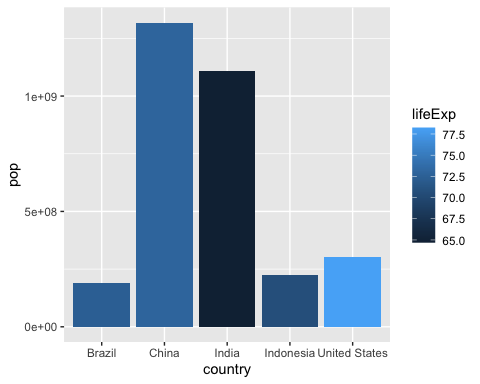 lifeExp
77.5
75.0
72.5
70.0
67.5
65.0
pop
1e+09
5e+08
0e+00
Brazil China India Indonesia United States
country